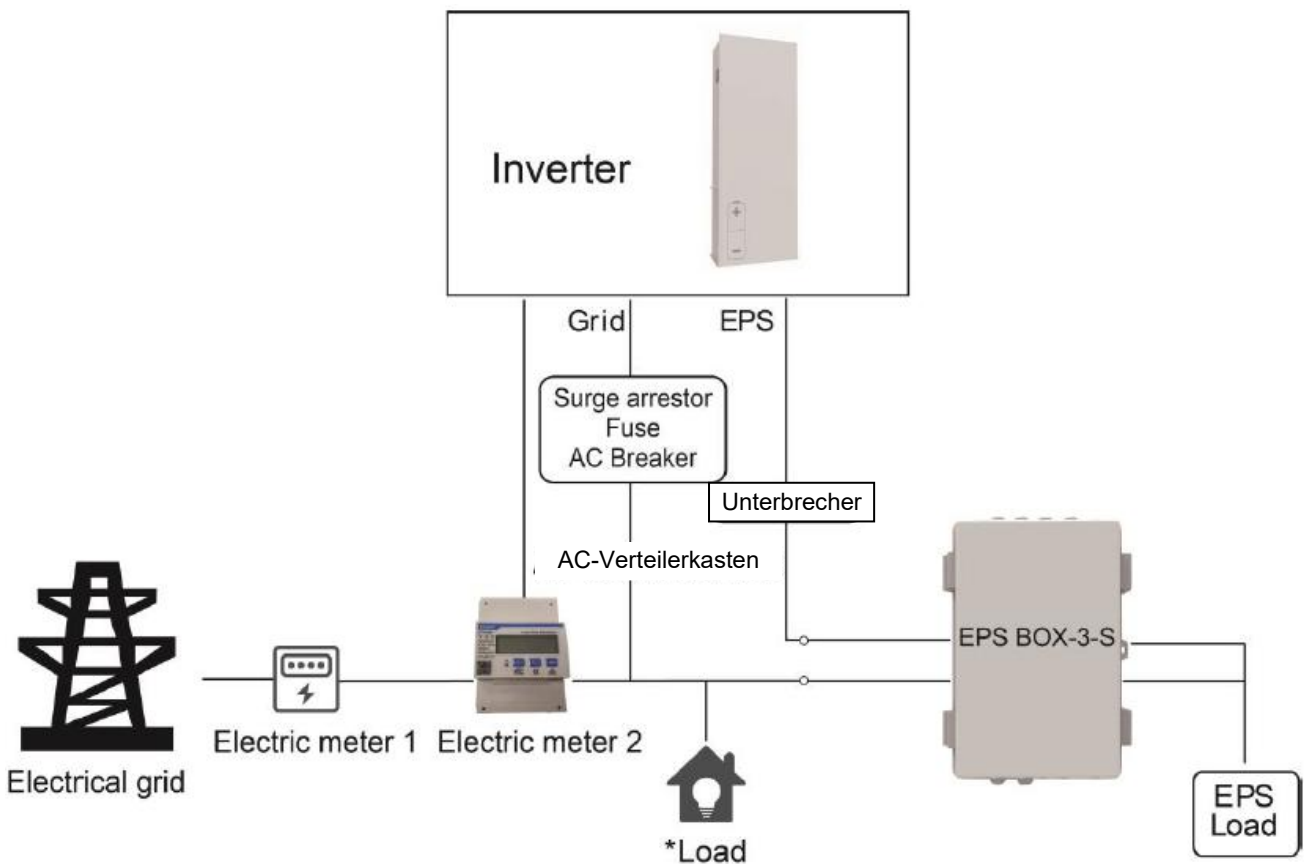 Inverter
Grid
EPS
Surge arrestor
Fuse
AC Breaker
Unterbrecher
AC-Verteilerkasten
EPS BOX-3-S
Electric meter 1
Electric meter 2
Electrical grid
*Load
EPS
Load